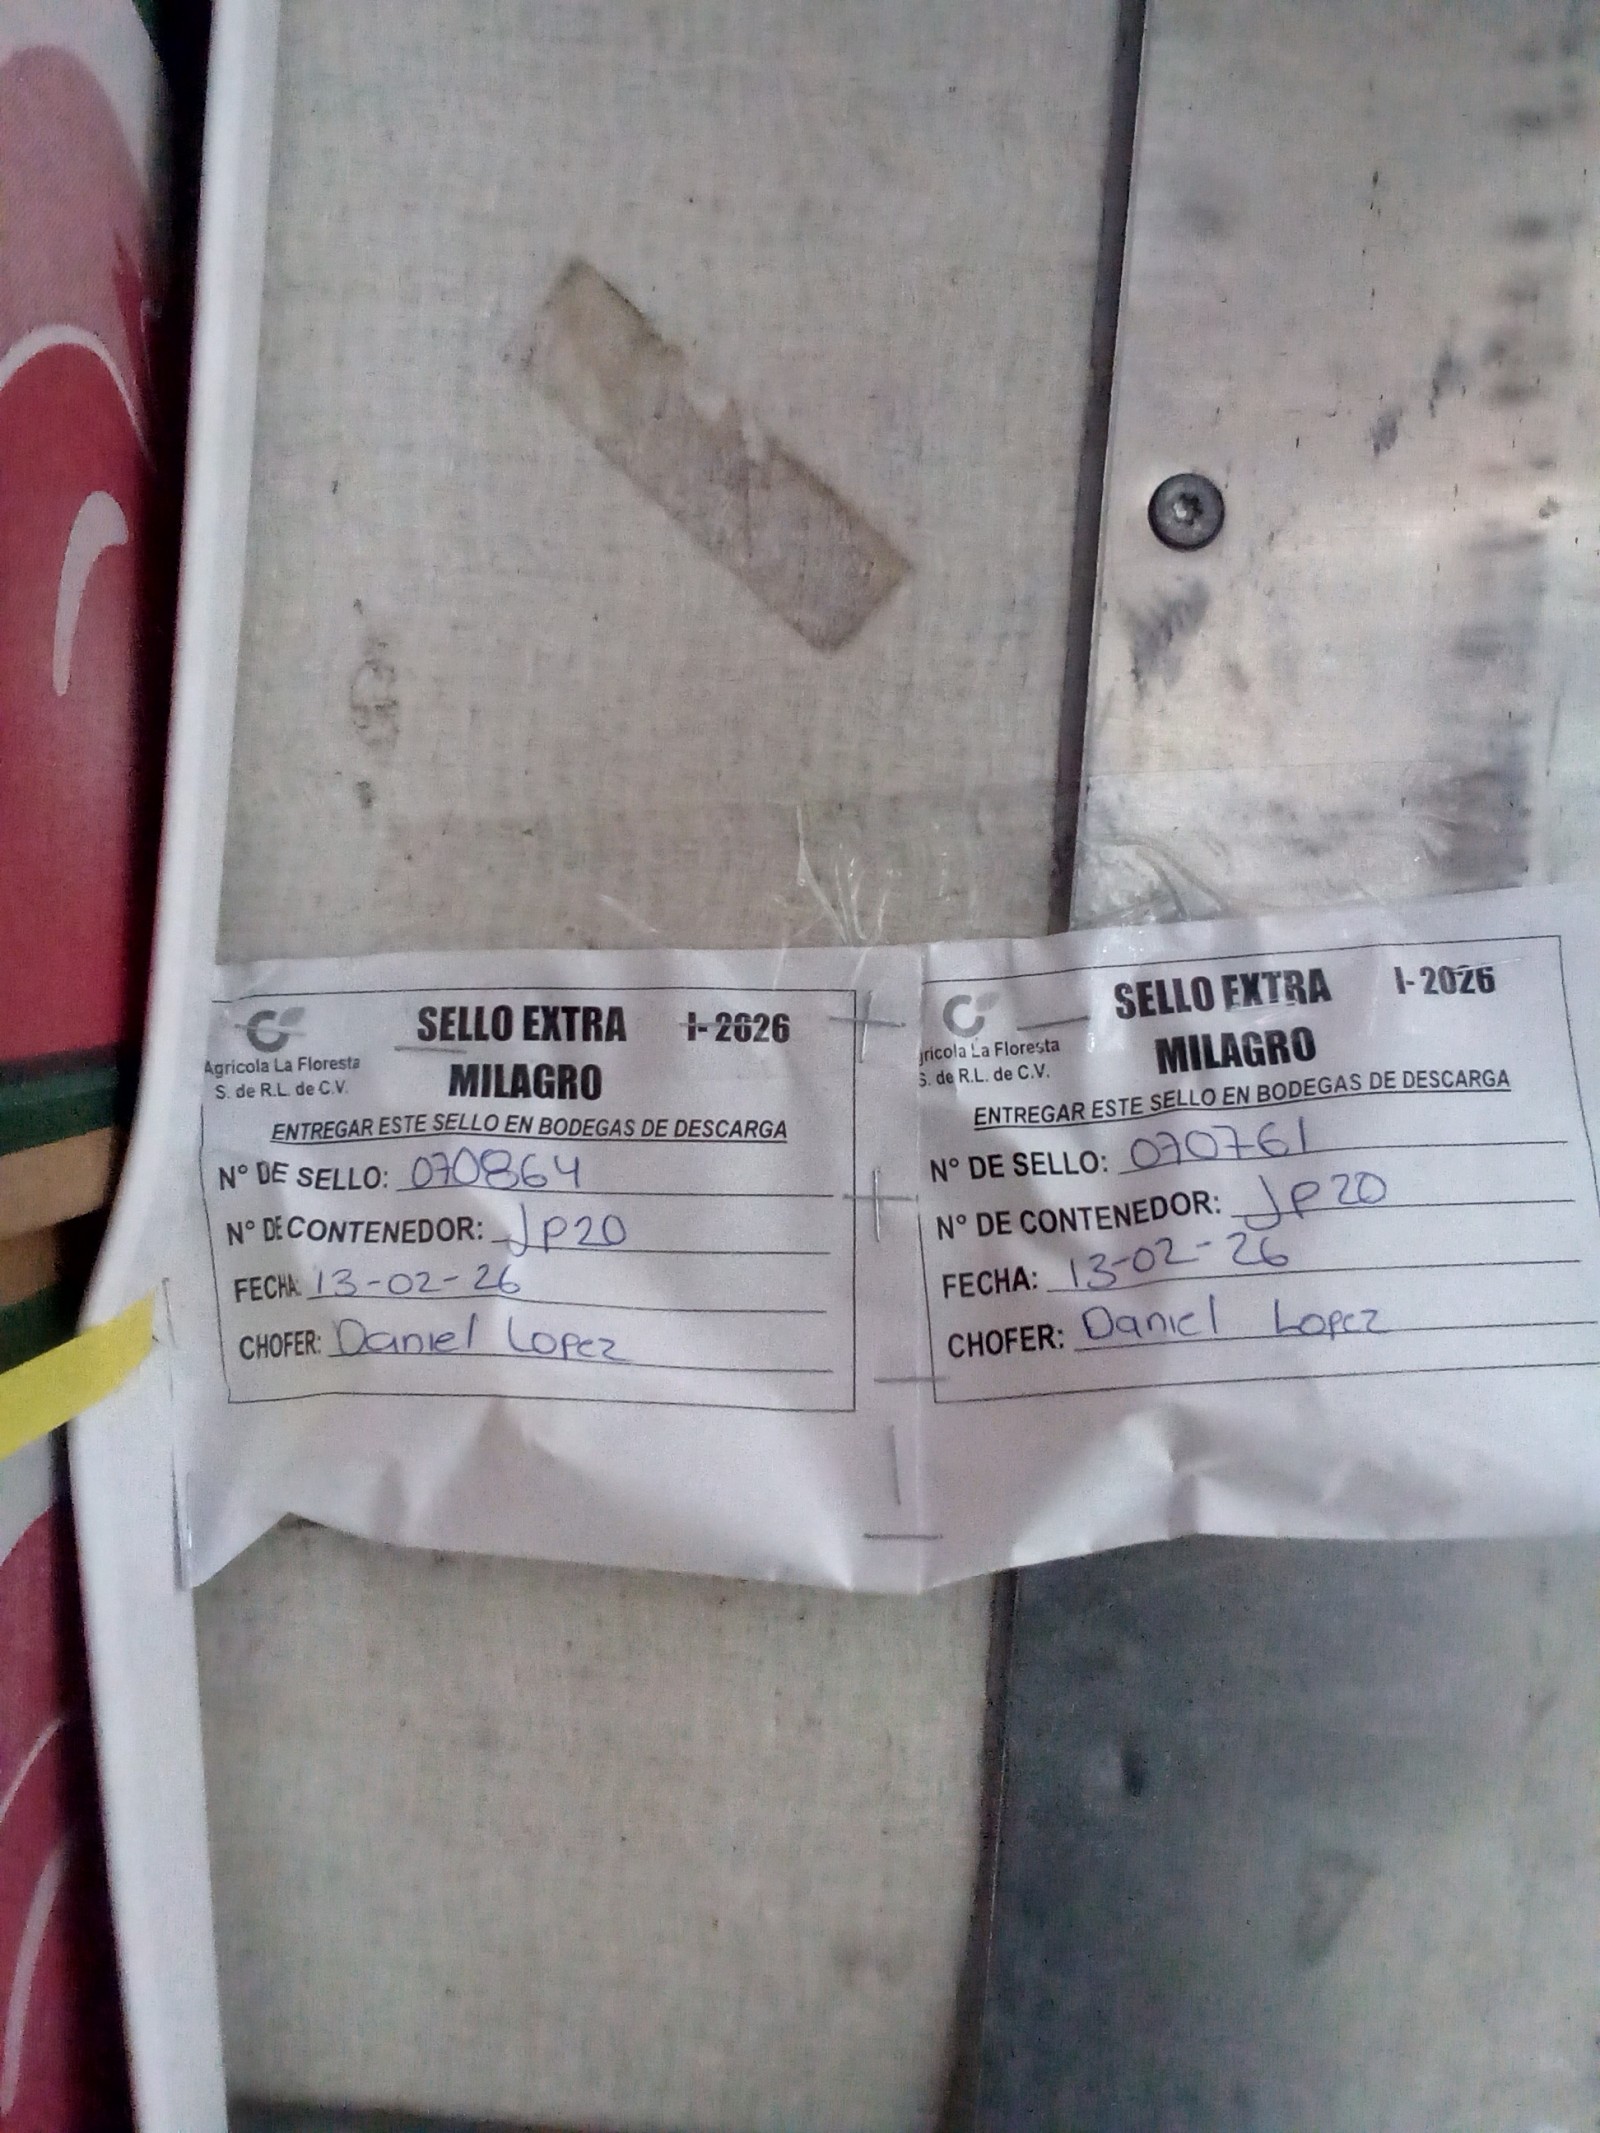 Agrícola La Floresta
S. de R.L. de C.V.
SELLO EXTRA I-2026
MILAGRO
ENTREGAR ESTE SELLO EN BODEGAS DE DESCARGA
N° DE SELLO: 070864
N° DE CONTENEDOR: JP20
FECHA: 13-02-26
CHOFER: Daniel Lopez
gricola La Floresta
S. de R.L. de C.V.
SELLO EXTRA I-2026
MILAGRO
ENTREGAR ESTE SELLO EN BODEGAS DE DESCARGA
N° DE SELLO: 070761
N° DE CONTENEDOR: JP20
FECHA: 13-02-26
CHOFER: Daniel Lopez